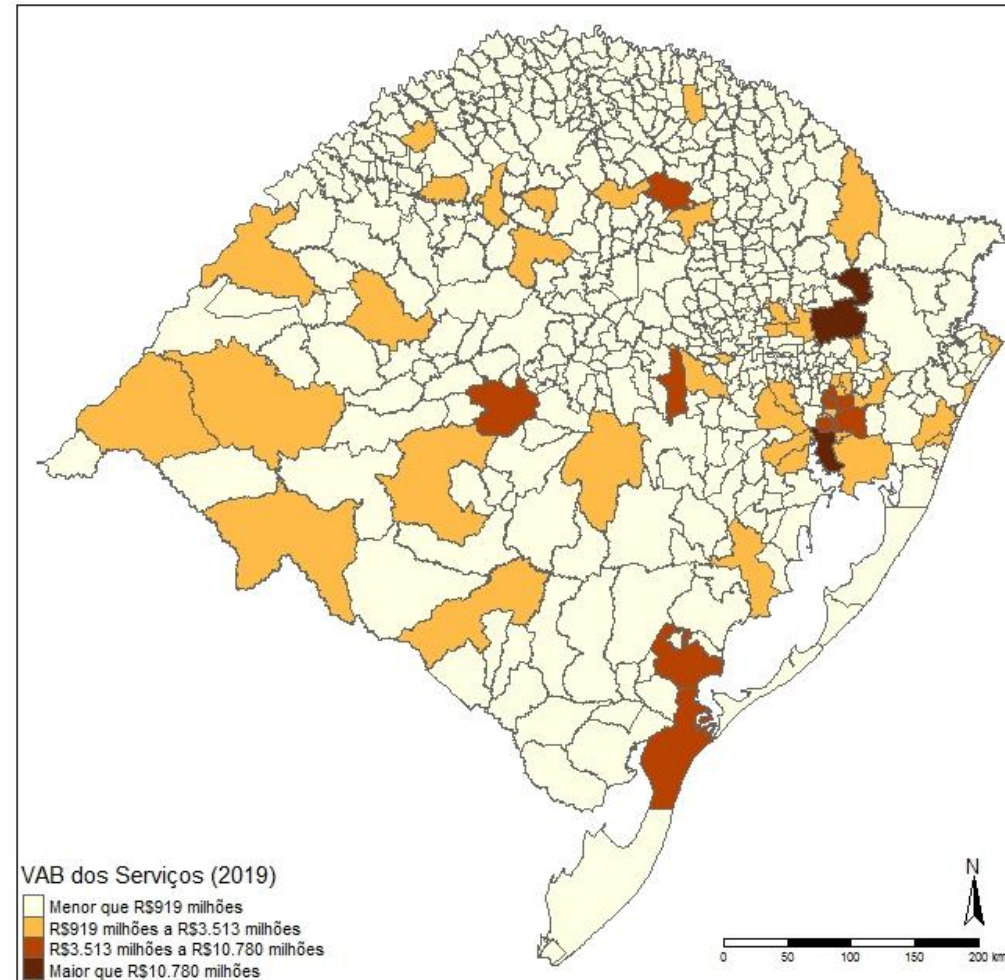 VAB dos Serviços (2019)
Menor que R$919 milhões
R$919 milhões a R$3.513 milhões
R$3.513 milhões a R$10.780 milhões
Maior que R$10.780 milhões
N
0 50 100 150 200 km